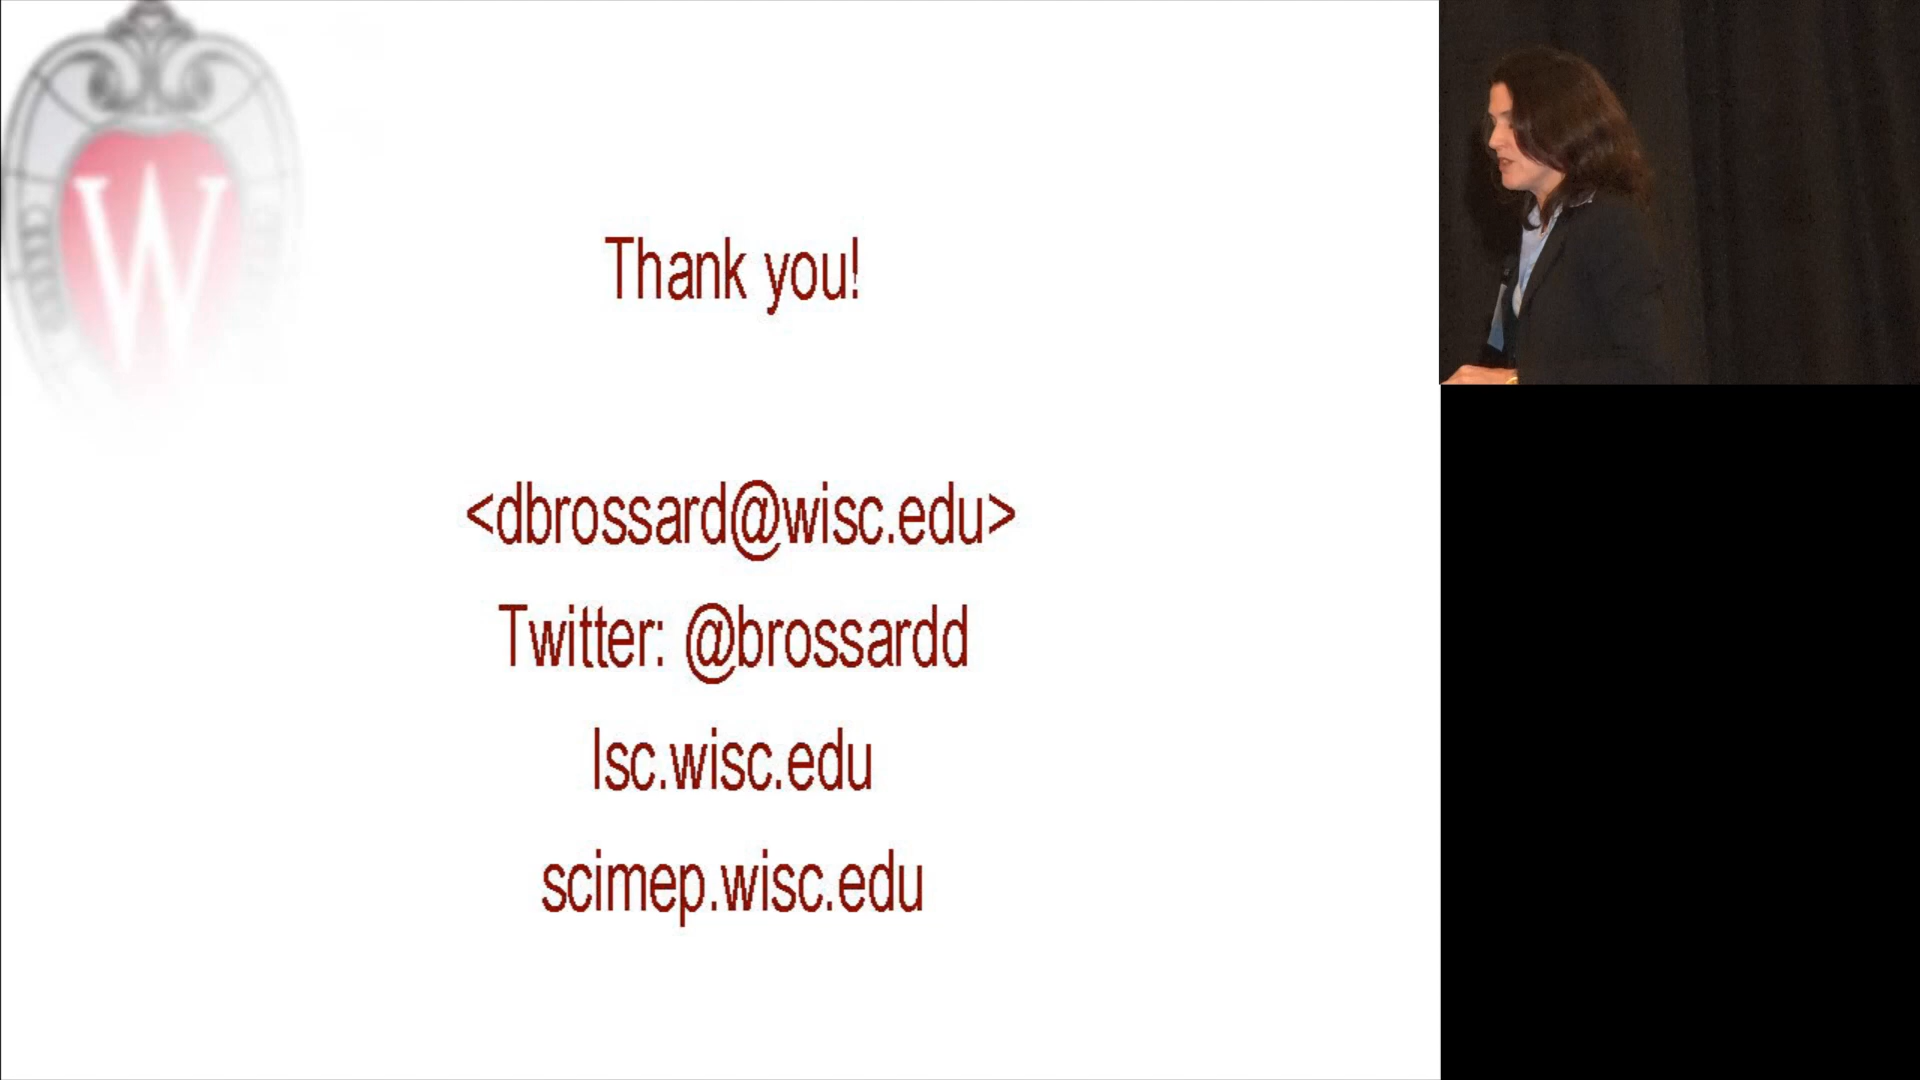 W
Thank you!
<dbrossard@wisc.edu>
Twitter: @brossardd
lsc.wisc.edu
scimep.wisc.edu